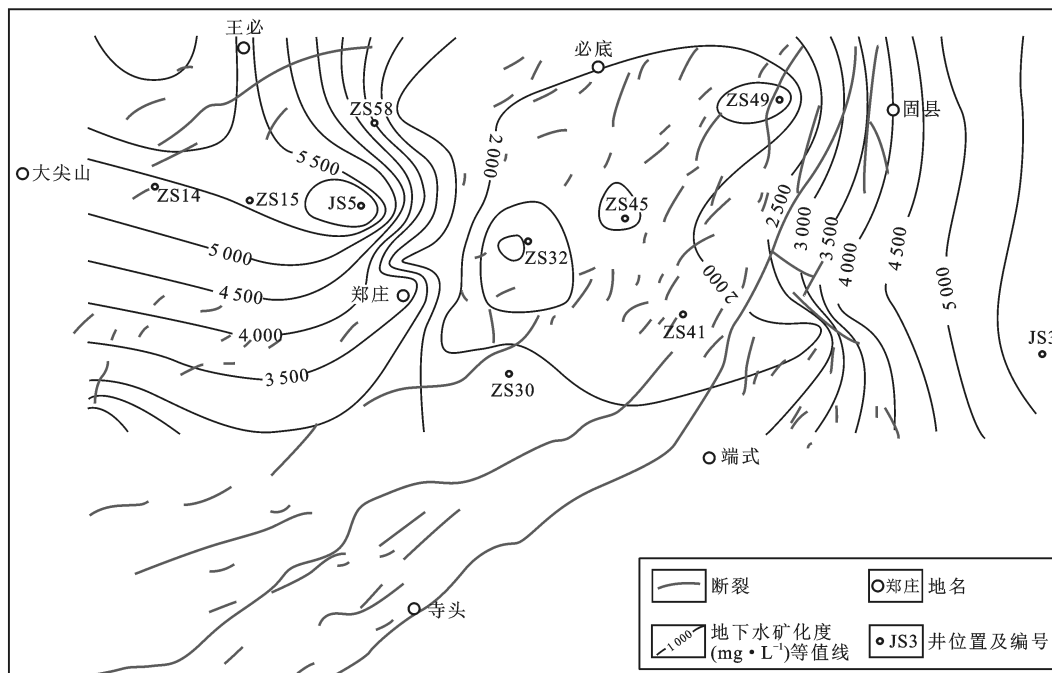 王必
必底
ZS58
ZS49
固县
2 000
5 500
大尖山
ZS14
ZS15
JS5
ZS45
2 500
3 000
3 500
4 000
4 500
5 000
5 000
ZS32
2 000
4 500
郑庄
4 000
ZS41
JS3
3 500
ZS30
端式
寺头
断裂
郑庄 地名
1 000
地下水矿化度
(mg·L⁻¹)等值线
JS3 井位置及编号